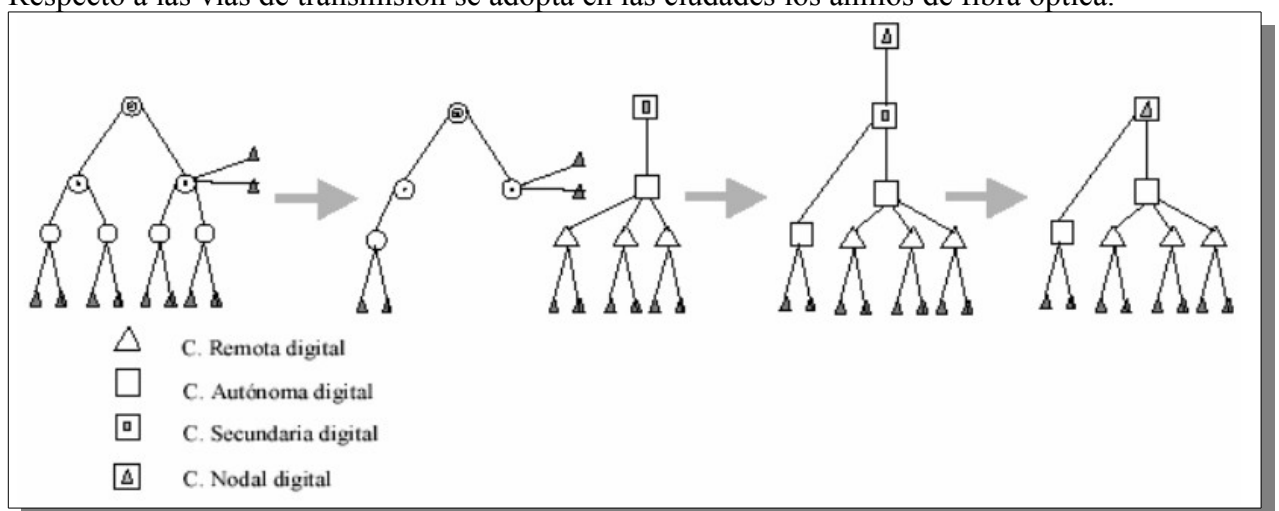 Respecto a las vías de transmisión se adopta en las ciudades los anillos de fibra óptica.
C. Remota digital
C. Autónoma digital
C. Secundaria digital
C. Nodal digital